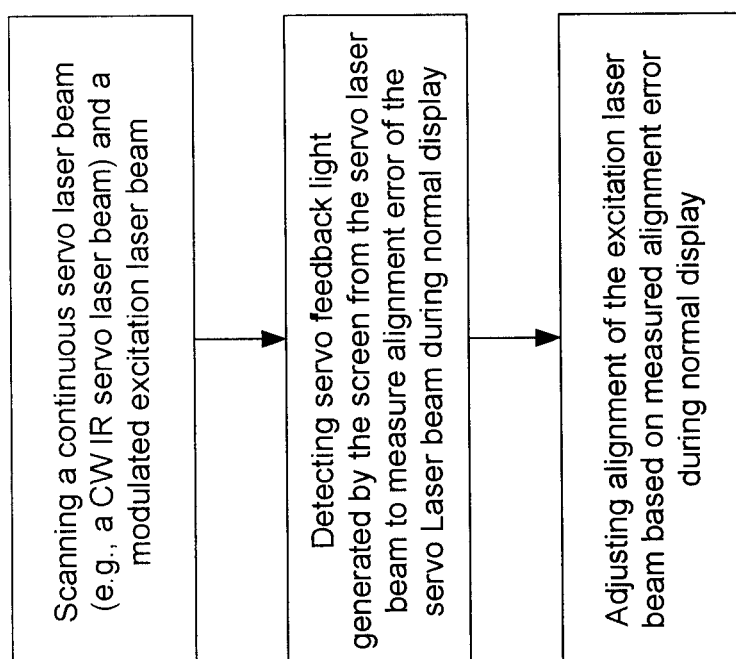 Scanning a continuous servo laser beam
(e.g., a CW IR servo laser beam) and a
modulated excitation laser beam
Detecting servo feedback light
generated by the screen from the servo laser
beam to measure alignment error of the
servo Laser beam during normal display
Adjusting alignment of the excitation laser
beam based on measured alignment error
during normal display